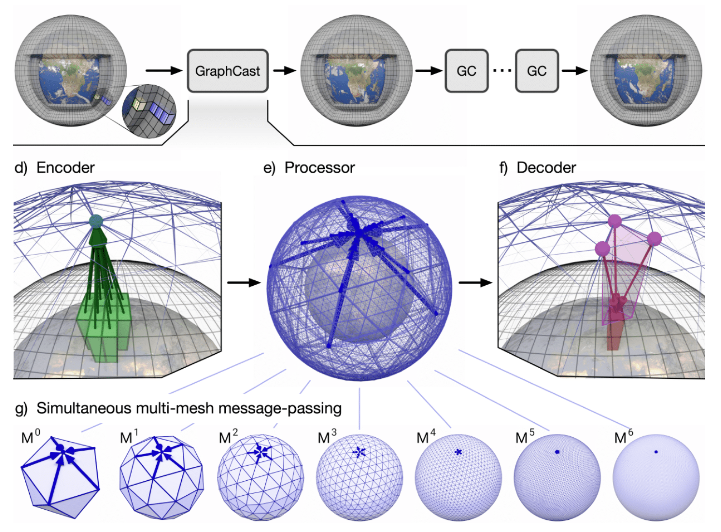 GraphCast
GC
GC
d) Encoder
e) Processor
f) Decoder
g) Simultaneous multi-mesh message-passing
M⁰
M¹
M²
M³
M⁴
M⁵
M⁶